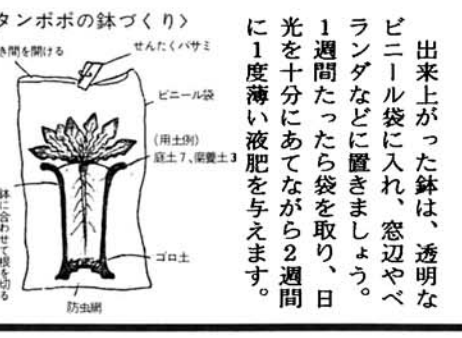 タンポポの鉢づくり〉
き間を開ける
せんたくバサミ
ビニール袋
(用土例)
庭土7、腐養土3
鉢に合わせて根を切る
ゴロ土
防虫網
出来上がった鉢は、透明な
ビニール袋に入れ、窓辺やベ
ランダなどに置きましょう。
1週間たったら袋を取り、日
光を十分にあてながら2週間
に1度薄い液肥を与えます。